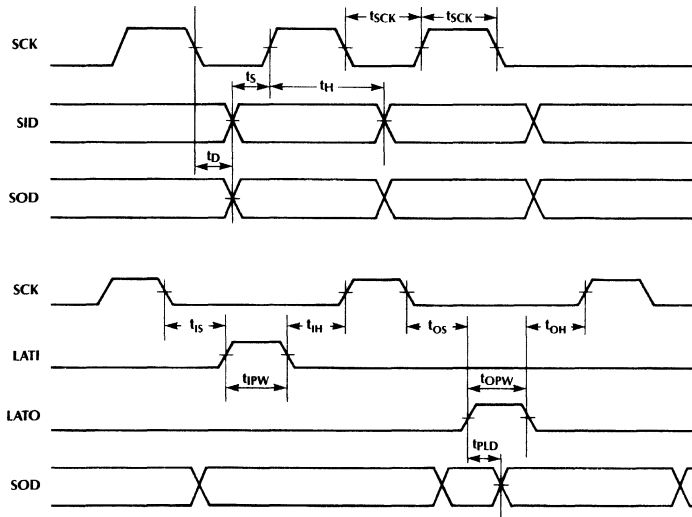 tSCK tSCK
SCK
tS tH
SID
tD
SOD
SCK
tIS tIH tOS tOH
LATI
tIPW tOPW
LATO
tPLD
SOD